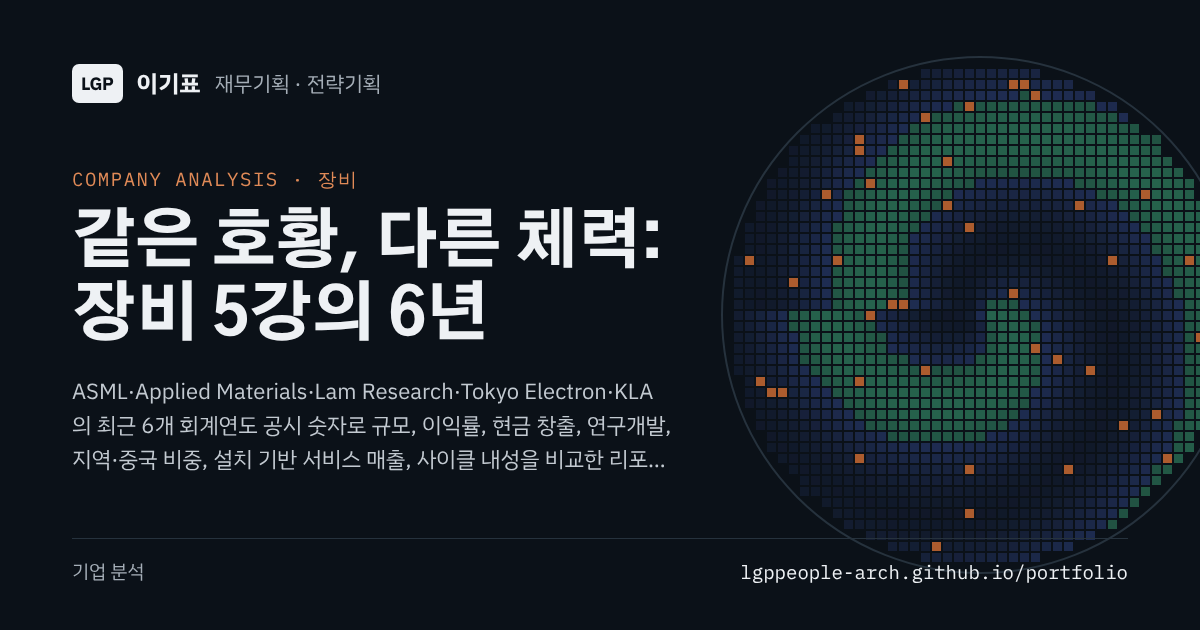 LGP 이기표 재무기획 · 전략기획
COMPANY ANALYSIS · 장비
같은 호황, 다른 체력:
장비 5강의 6년
ASML·Applied Materials·Lam Research·Tokyo Electron·KLA
의 최근 6개 회계연도 공시 숫자로 규모, 이익률, 현금 창출, 연구개발,
지역·중국 비중, 설치 기반 서비스 매출, 사이클 내성을 비교한 리포…
기업 분석
lgppeople-arch.github.io/portfolio